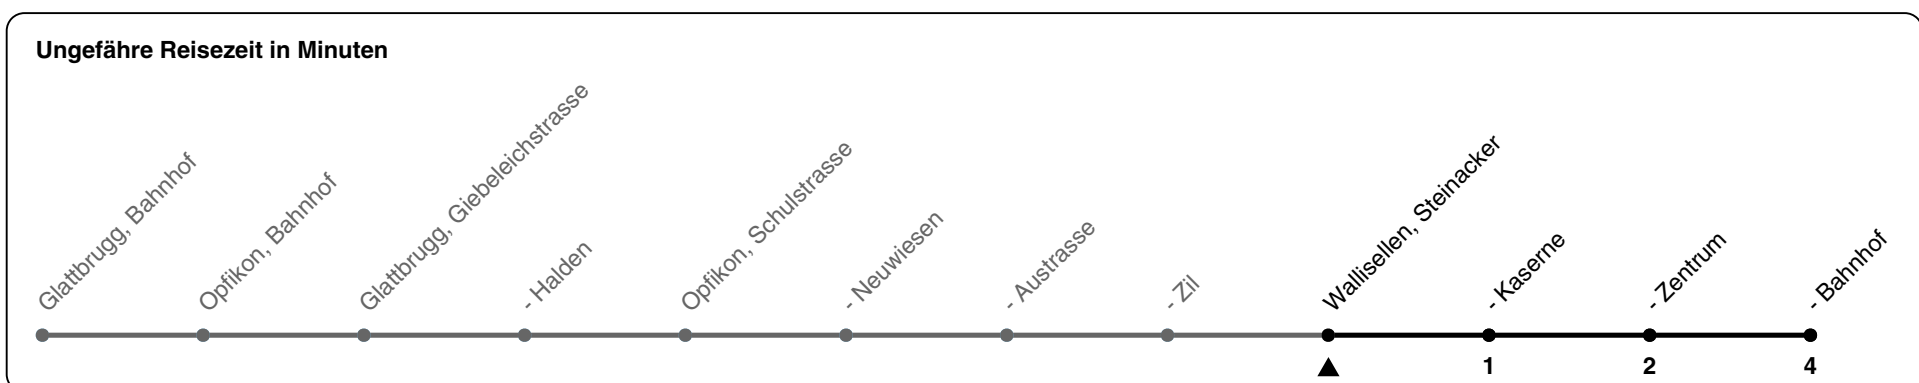 Ungefähre Reisezeit in Minuten
Glattbrugg, Bahnhof
Opfikon, Bahnhof
Glattbrugg, Giebeleichstrasse
- Halden
Opfikon, Schulstrasse
- Neuwiesen
- Austrasse
- Zil
Wallisellen, Steinacker
- Kaserne
- Zentrum
- Bahnhof
1 2 4